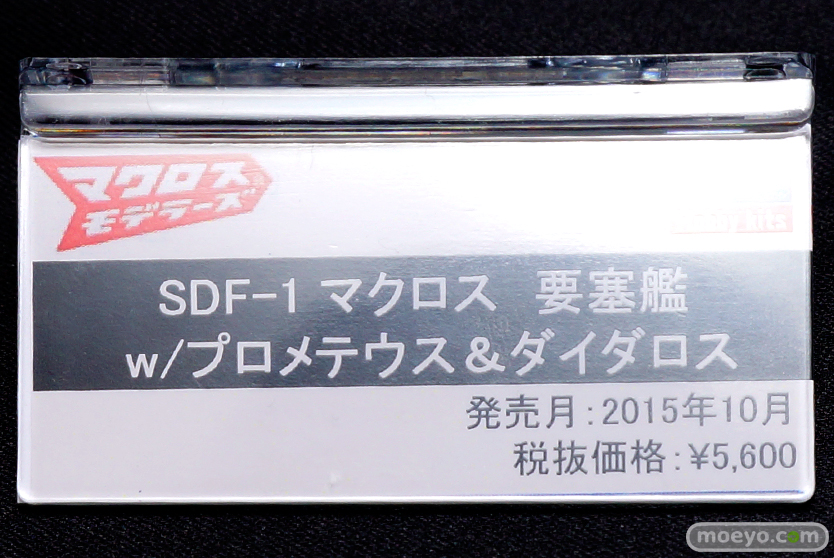 マクロス
モデラーズ
SDF-1 マクロス　要塞艦
w/プロメテウス＆ダイダロス
発売月：2015年10月
税抜価格：¥5,600
moeyo.com